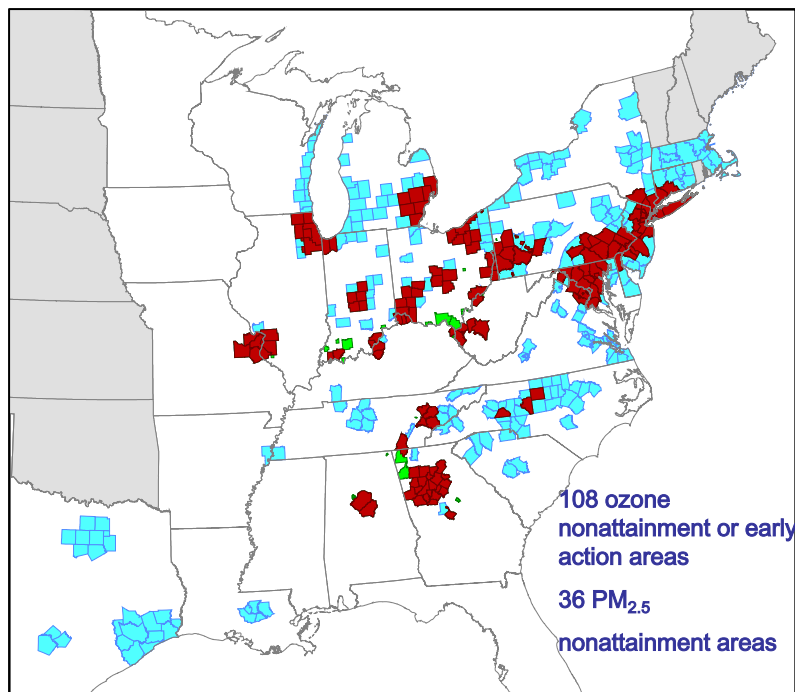 108 ozone
nonattainment or early
action areas
36 PM2.5
nonattainment areas